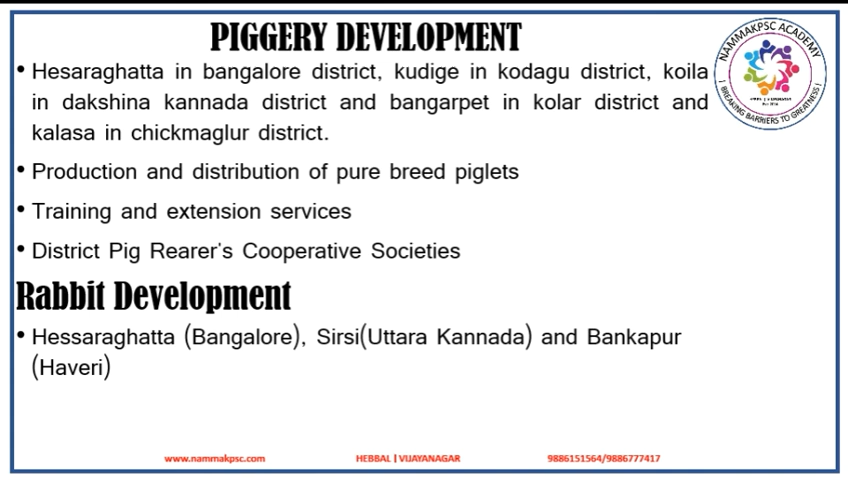 PIGGERY DEVELOPMENT
NAMMAKPSC ACADEMY
| BREAKING BARRIERS TO GREATNESS |
• Hesaraghatta in bangalore district, kudige in kodagu district, koila
in dakshina kannada district and bangarpet in kolar district and
kalasa in chickmaglur district.
• Production and distribution of pure breed piglets
• Training and extension services
• District Pig Rearer's Cooperative Societies
Rabbit Development
• Hessaraghatta (Bangalore), Sirsi(Uttara Kannada) and Bankapur
(Haveri)
www.nammakpsc.com HEBBAL | VIJAYANAGAR 9886151564/9886777417